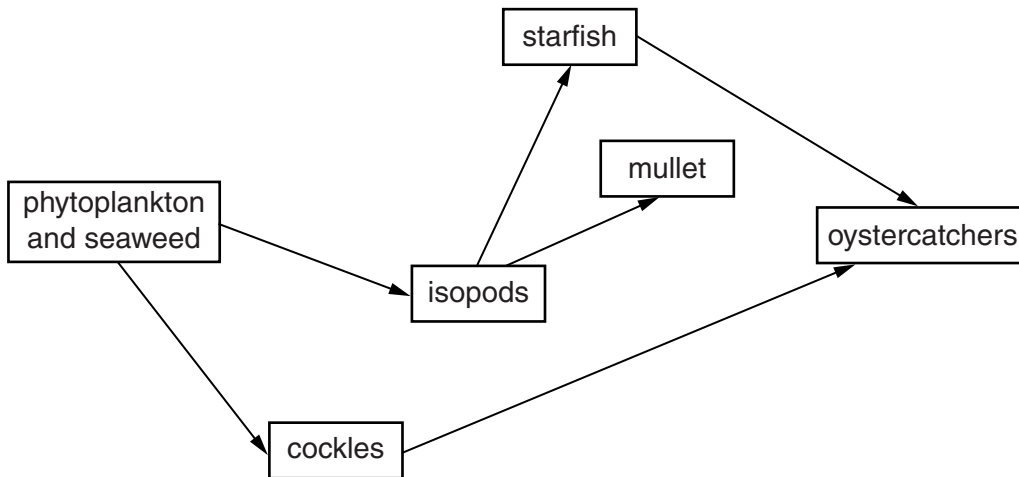 starfish
mullet
phytoplankton
and seaweed
oystercatchers
isopods
cockles